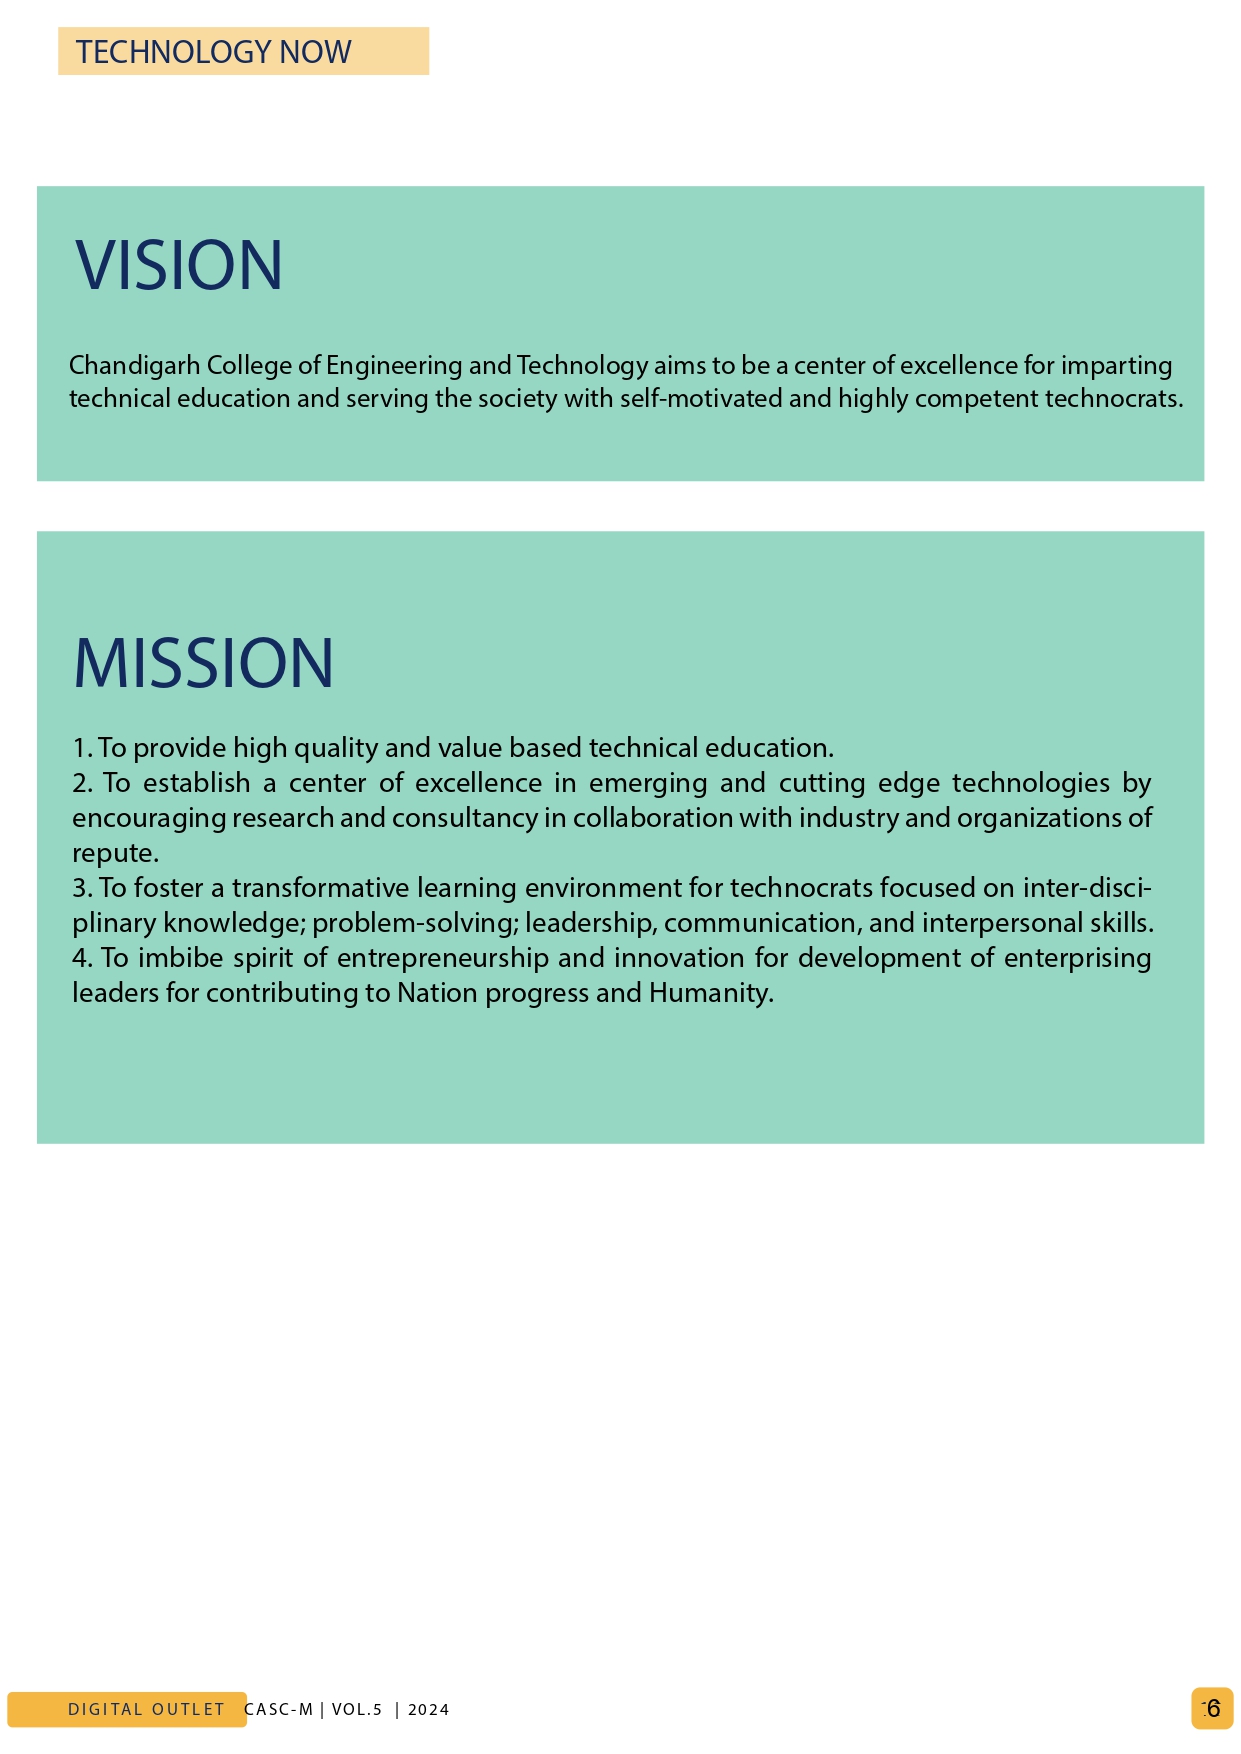 TECHNOLOGY NOW
VISION
Chandigarh College of Engineering and Technology aims to be a center of excellence for imparting
technical education and serving the society with self-motivated and highly competent technocrats.
MISSION
1. To provide high quality and value based technical education.
2. To establish a center of excellence in emerging and cutting edge technologies by
encouraging research and consultancy in collaboration with industry and organizations of
repute.
3. To foster a transformative learning environment for technocrats focused on inter-disci-
plinary knowledge; problem-solving; leadership, communication, and interpersonal skills.
4. To imbibe spirit of entrepreneurship and innovation for development of enterprising
leaders for contributing to Nation progress and Humanity.
DIGITAL OUTLET CASC-M | VOL.5 | 2024
6